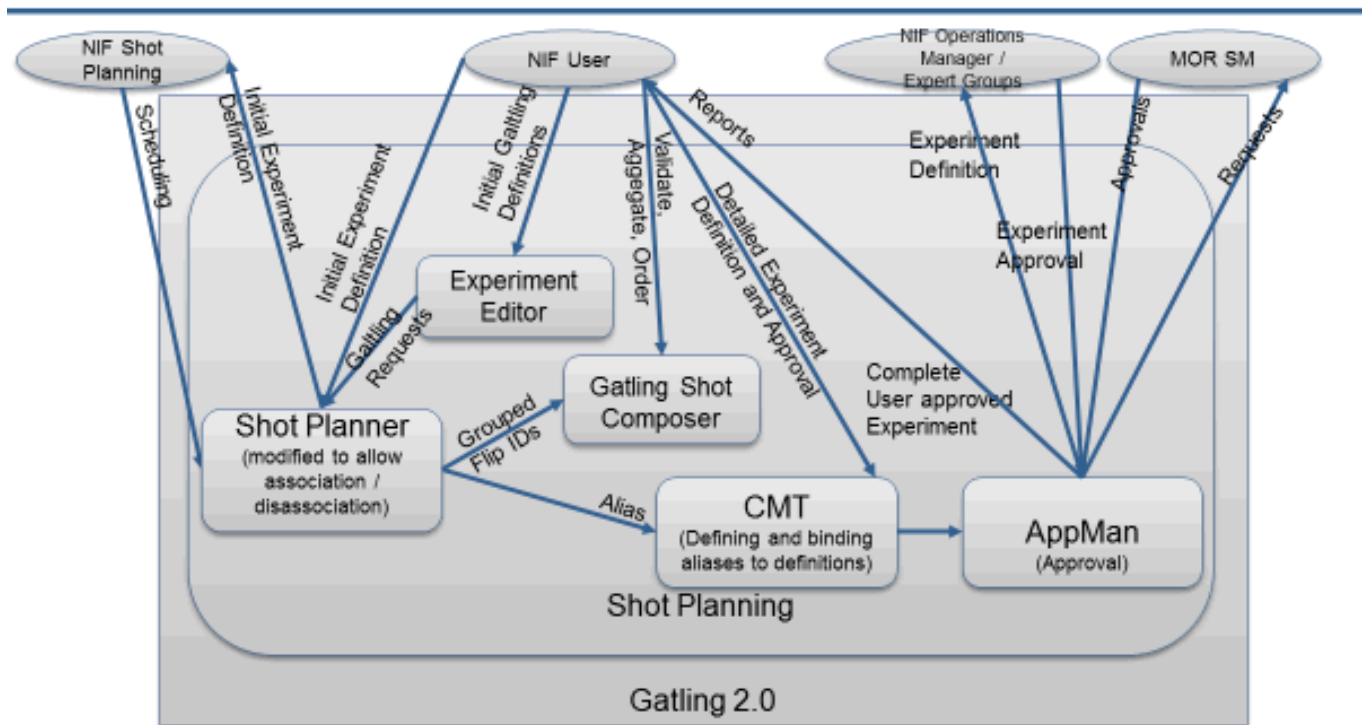 NIF Shot
Planning
NIF User
NIF Operations
Manager /
Expert Groups
MOR SM
Scheduling
Initial Experiment
Definition
Initial Experiment
Definition
Initial Galtling
Definitions
Validate,
Aggregate, Order
Reports
Detailed Experiment
Definition and Approval
Experiment
Definition
Experiment
Approval
Approvals
Requests
Experiment
Editor
Galtling
Requests
Gatling Shot
Composer
Complete
User approved
Experiment
Shot Planner
(modified to allow
association /
disassociation)
Grouped
Flip IDs
Alias
CMT
(Defining and binding
aliases to definitions)
AppMan
(Approval)
Shot Planning
Gatling 2.0